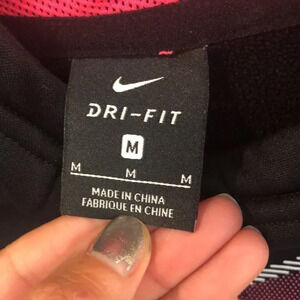 DRI-FIT
M
M M M
MADE IN CHINA
FABRIQUE EN CHINE